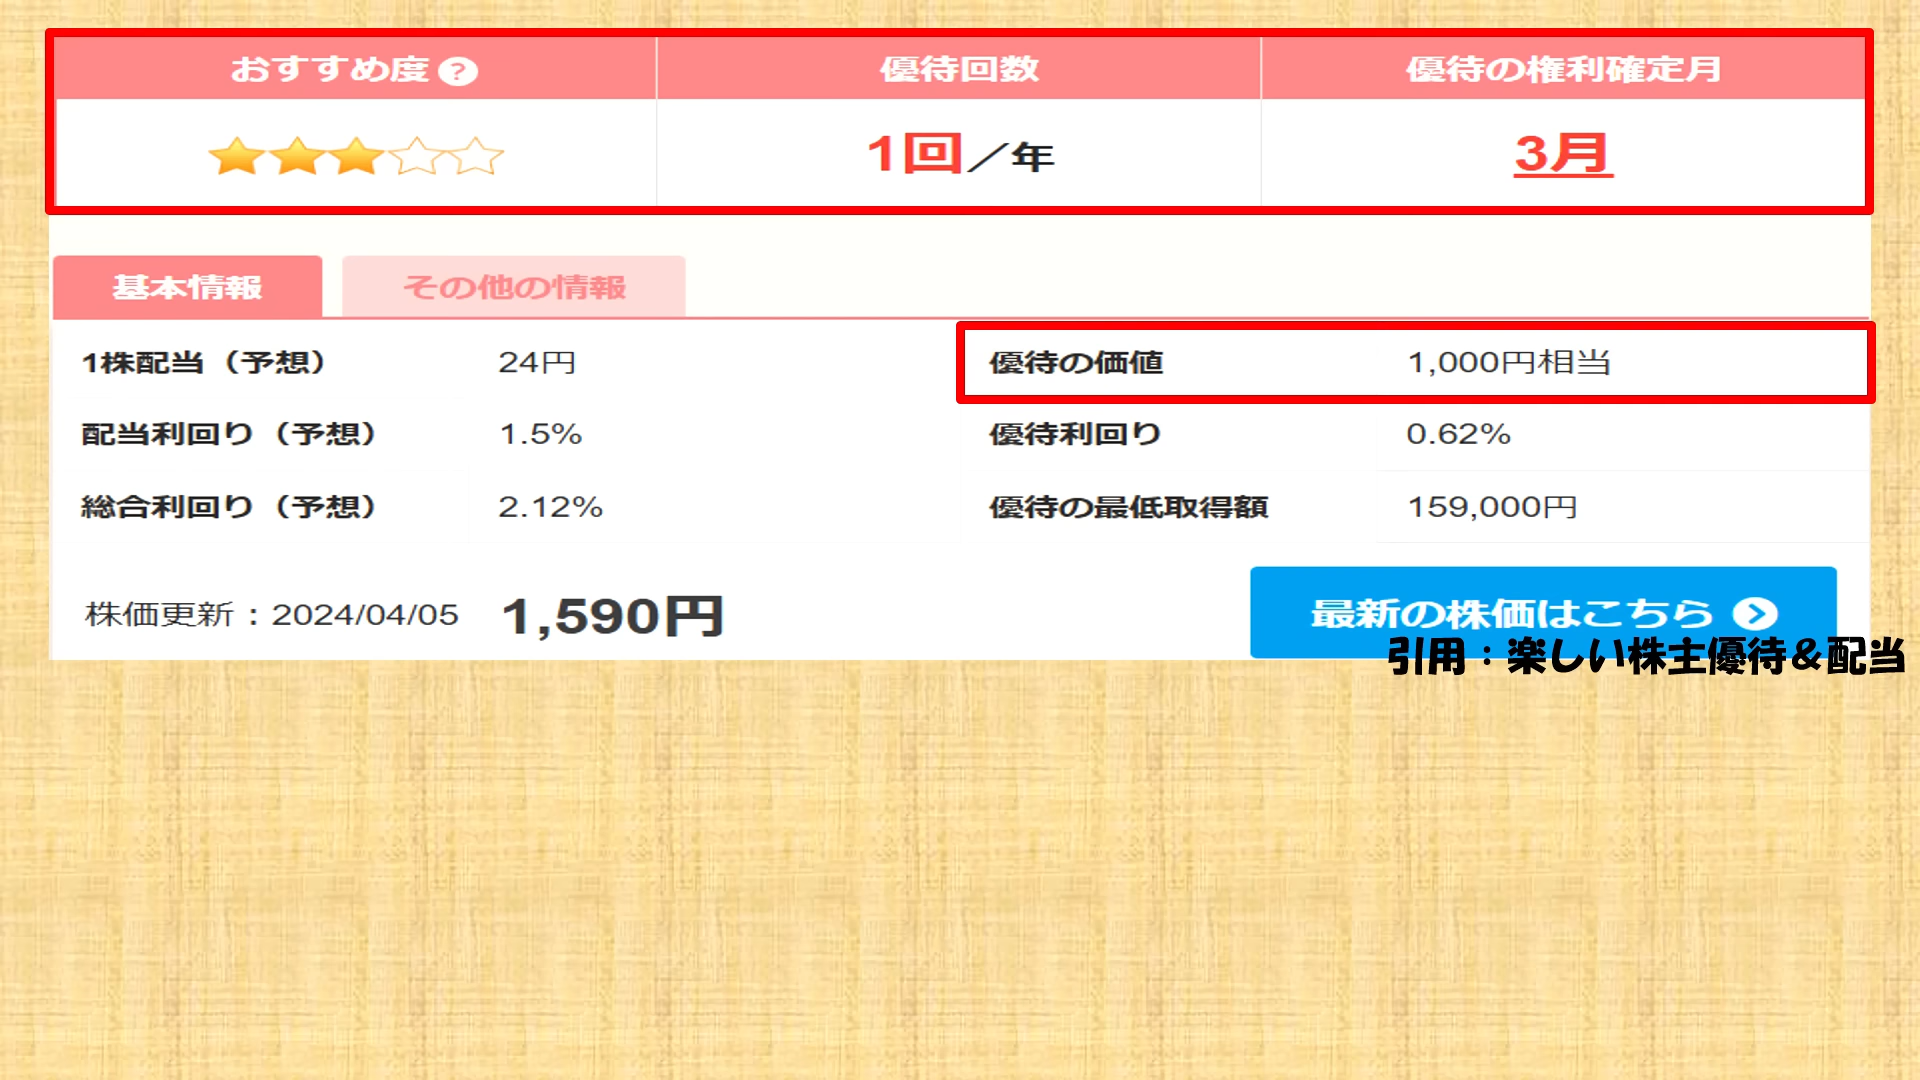 おすすめ度? 優待回数 優待の権利確定月
1回／年 3月
基本情報 その他の情報
1株配当（予想） 24円 優待の価値 1,000円相当
配当利回り（予想） 1.5% 優待利回り 0.62%
総合利回り（予想） 2.12% 優待の最低取得額 159,000円
株価更新：2024/04/05 1,590円 最新の株価はこちら
引用：楽しい株主優待＆配当